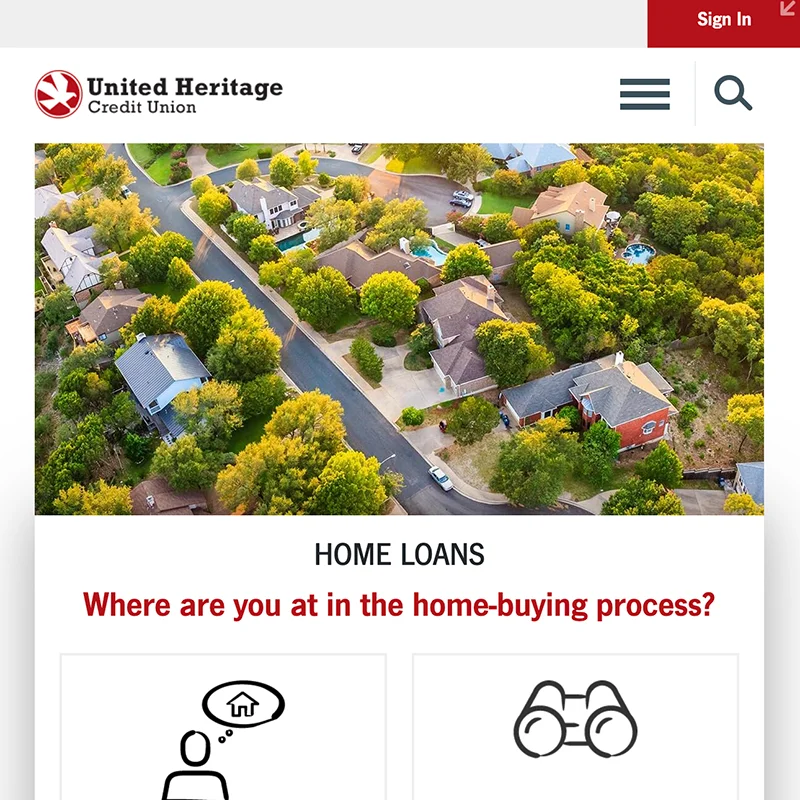 Sign In
United Heritage
Credit Union
HOME LOANS
Where are you at in the home-buying process?